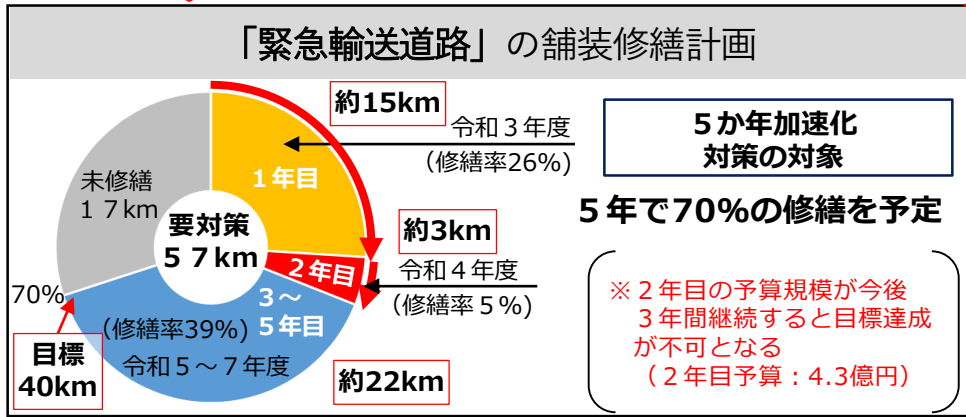 「緊急輸送道路」の舗装修繕計画
約15km
令和３年度
(修繕率26%)
１年目
未修繕
１７km
要対策
５７km
約3km
２年目
令和４年度
(修繕率５%)
70%
３～
５年目
(修繕率39%)
令和５～７年度
目標
40km
約22km
５か年加速化
対策の対象
５年で70%の修繕を予定
※２年目の予算規模が今後
３年間継続すると目標達成
が不可となる
（２年目予算：4.3億円）